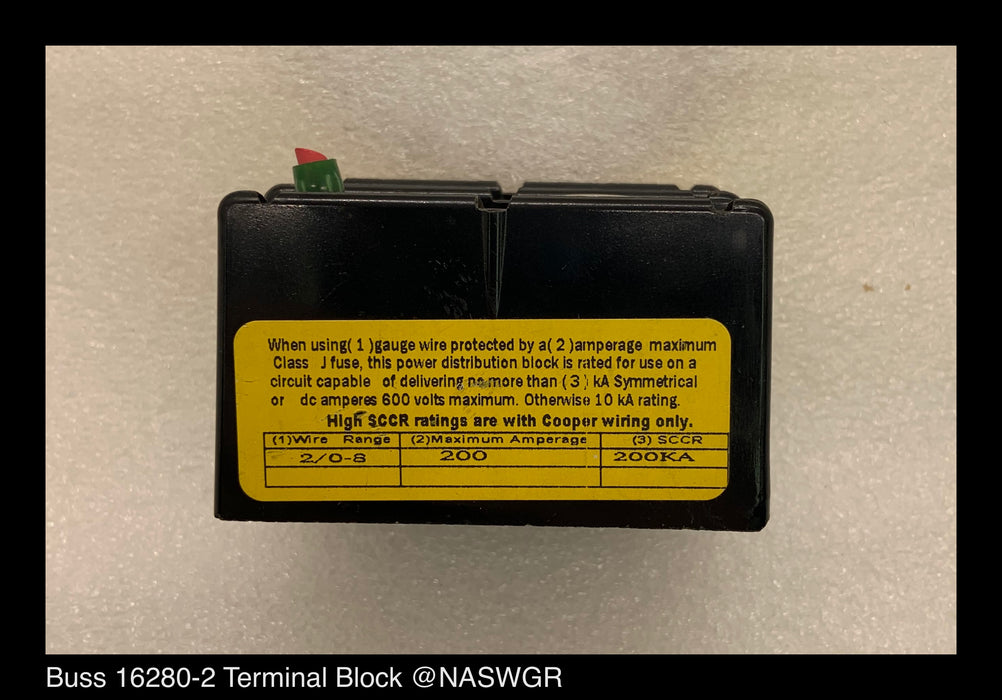 When using( 1 )gauge wire protected by a( 2 )amperage maximum
Class J fuse, this power distribution block is rated for use on a
circuit capable of delivering no more than ( 3 ) kA Symmetrical
or dc amperes 600 volts maximum. Otherwise 10 kA rating.
High SCCR ratings are with Cooper wiring only.
(1)Wire Range (2)Maximum Amperage (3) SCCR
2/0-8 200 200KA
Buss 16280-2 Terminal Block @NASWGR